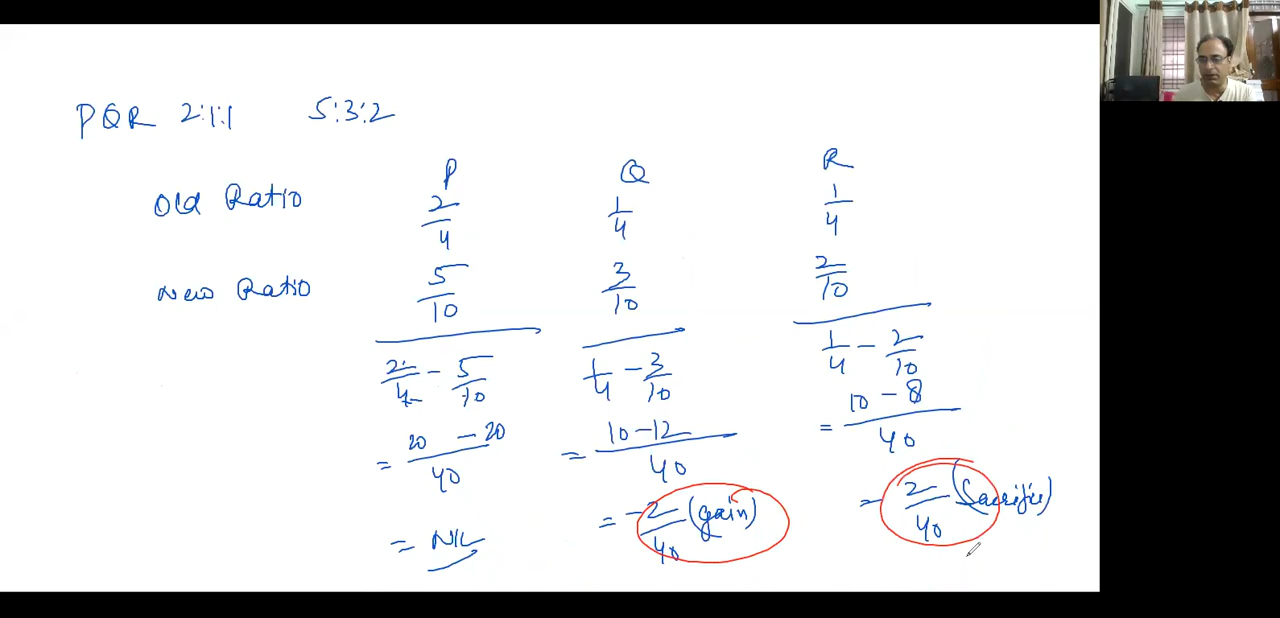 PQR 2:1:1 5:3:2
P Q R
Old Ratio 2/4 1/4 1/4
New Ratio 5/10 3/10 2/10
2/4 - 5/10 1/4 - 3/10 1/4 - 2/10
= 20 - 20/40 = 10 - 12/40 = 10 - 8/40
= NIL = -2/40 (gain) = 2/40 (Sacrifice)